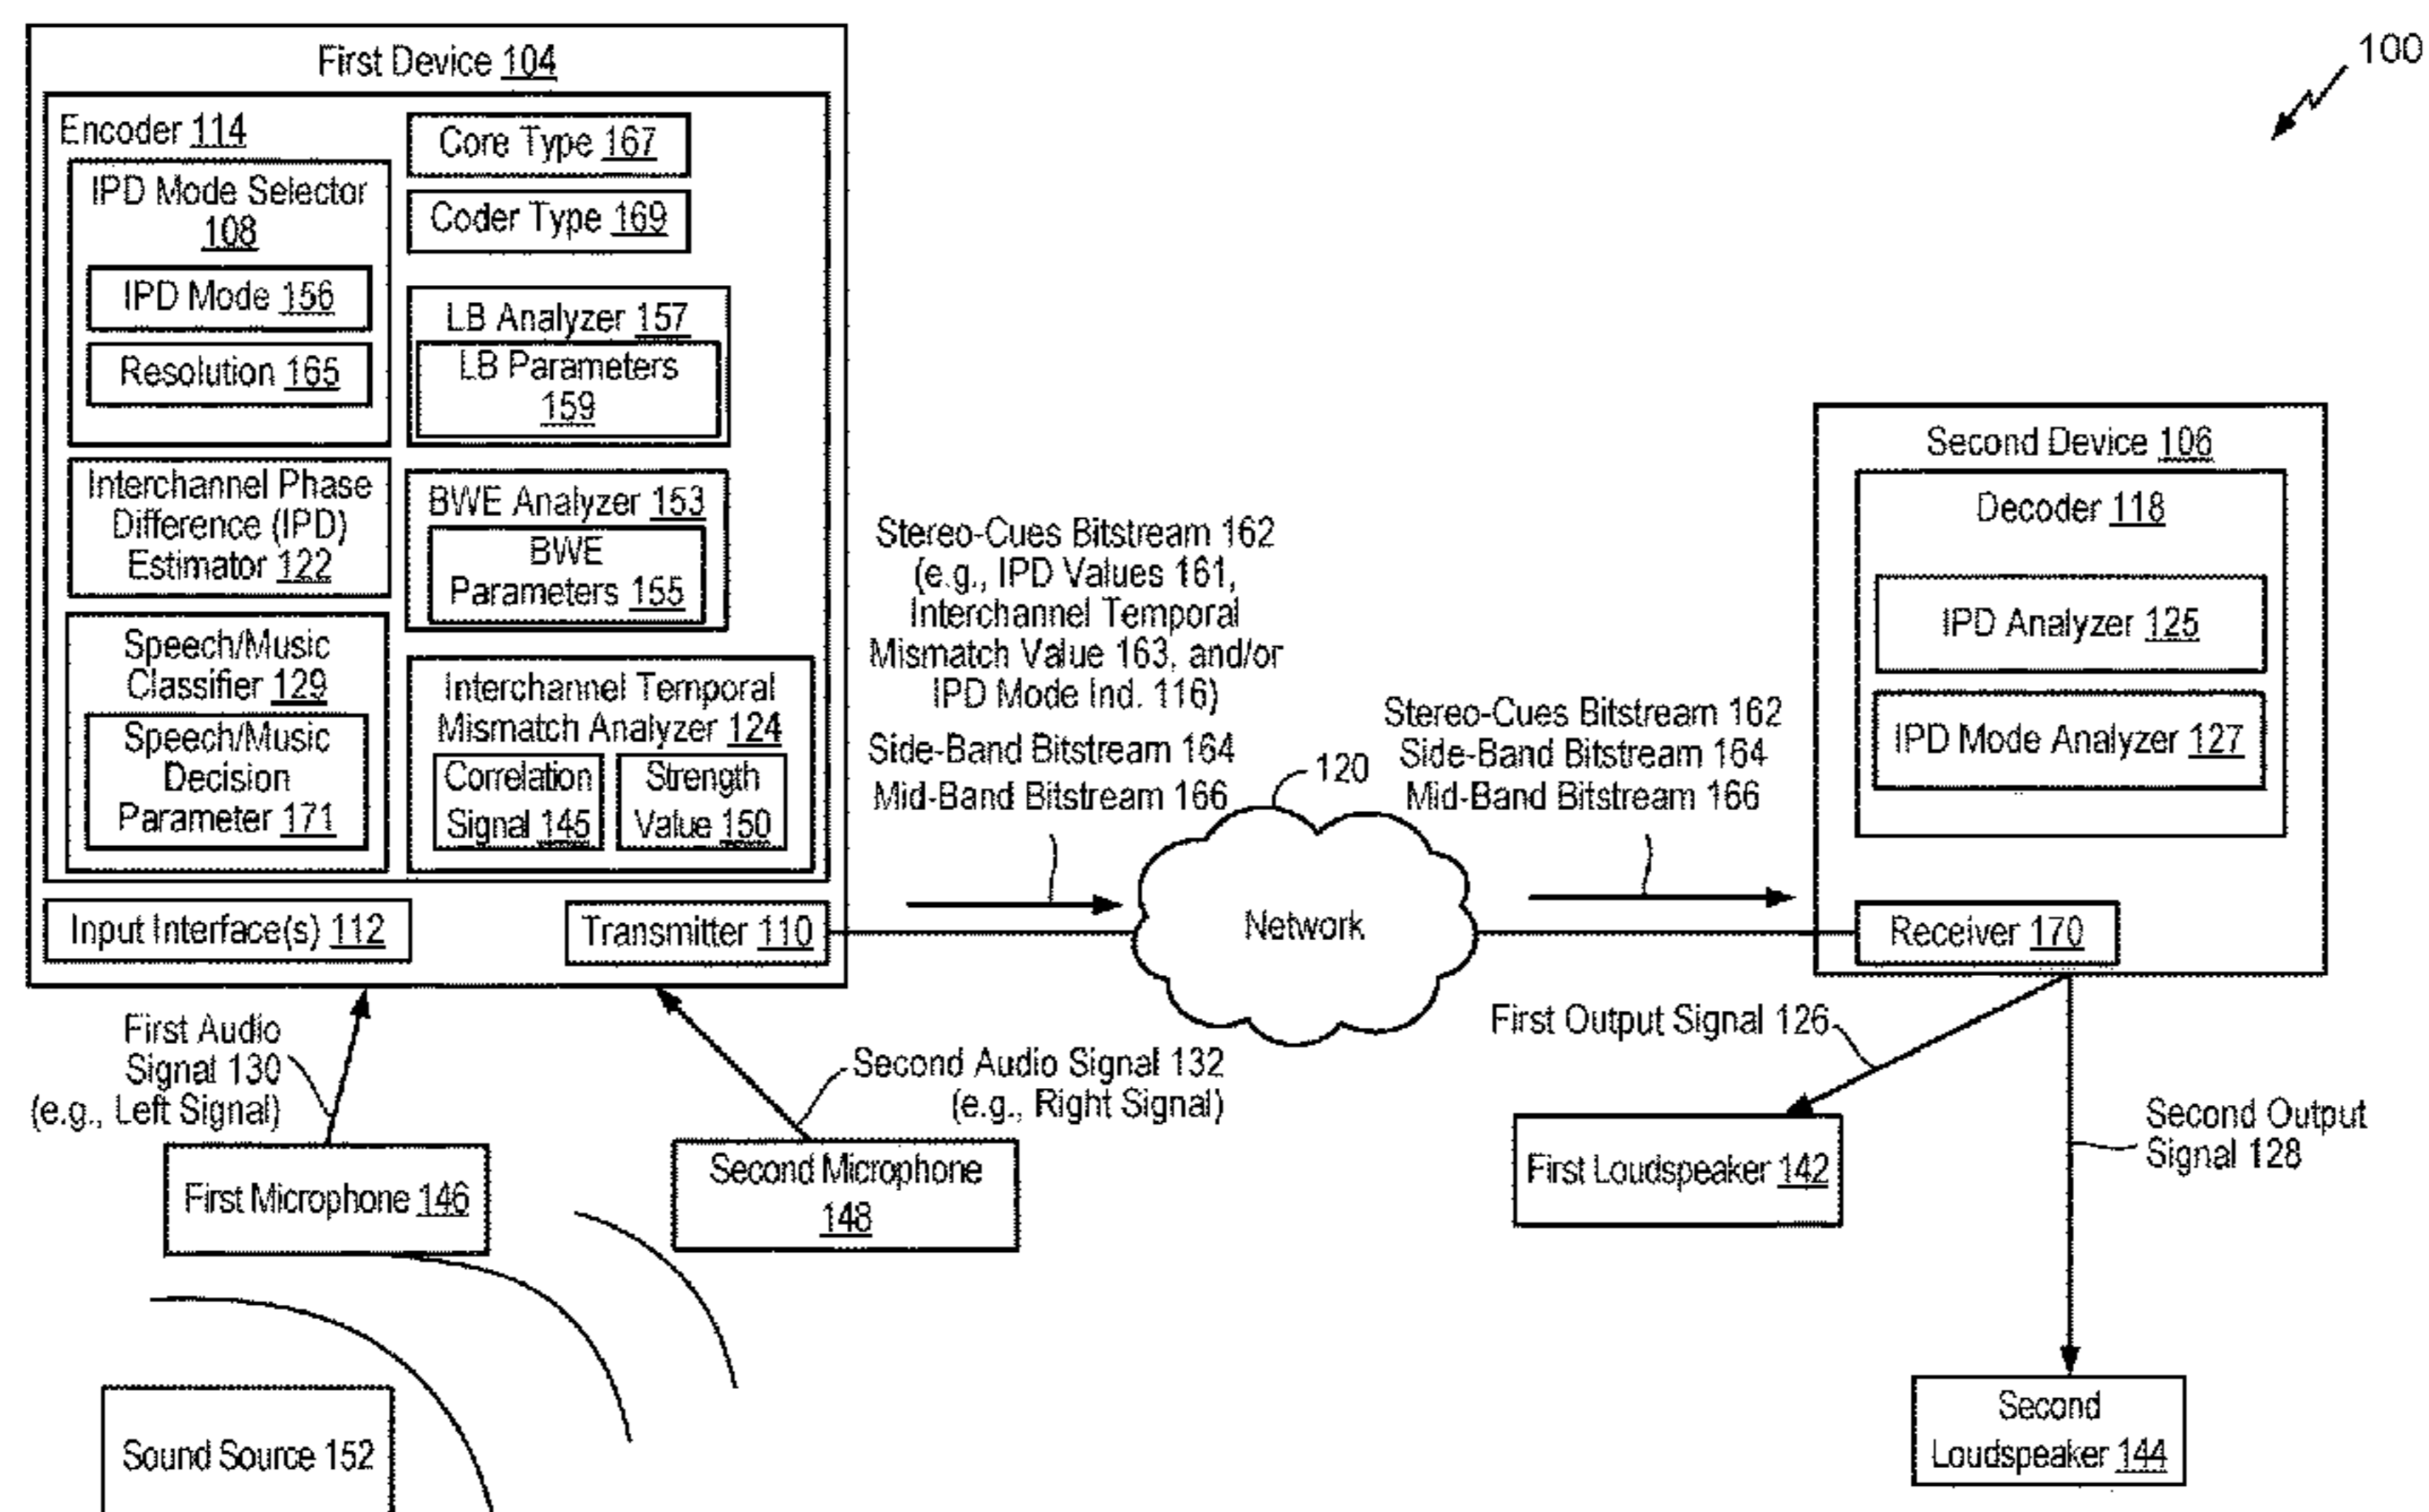 100
First Device 104
Encoder 114
IPD Mode Selector
108
IPD Mode 156
Resolution 165
Interchannel Phase
Difference (IPD)
Estimator 122
Speech/Music
Classifier 129
Speech/Music
Decision
Parameter 171
Core Type 167
Coder Type 169
LB Analyzer 157
LB Parameters
159
BWE Analyzer 153
BWE
Parameters 155
Interchannel Temporal
Mismatch Analyzer 124
Correlation
Signal 145
Strength
Value 150
Input Interface(s) 112
Transmitter 110
Stereo-Cues Bitstream 162
(e.g., IPD Values 161,
Interchannel Temporal
Mismatch Value 163, and/or
IPD Mode Ind. 116)
Side-Band Bitstream 164
Mid-Band Bitstream 166
120
Network
Stereo-Cues Bitstream 162
Side-Band Bitstream 164
Mid-Band Bitstream 166
Second Device 106
Decoder 118
IPD Analyzer 125
IPD Mode Analyzer 127
Receiver 170
First Audio
Signal 130
(e.g., Left Signal)
Second Audio Signal 132
(e.g., Right Signal)
First Microphone 146
Second Microphone
148
Sound Source 152
First Output Signal 126
First Loudspeaker 142
Second Output
Signal 128
Second
Loudspeaker 144